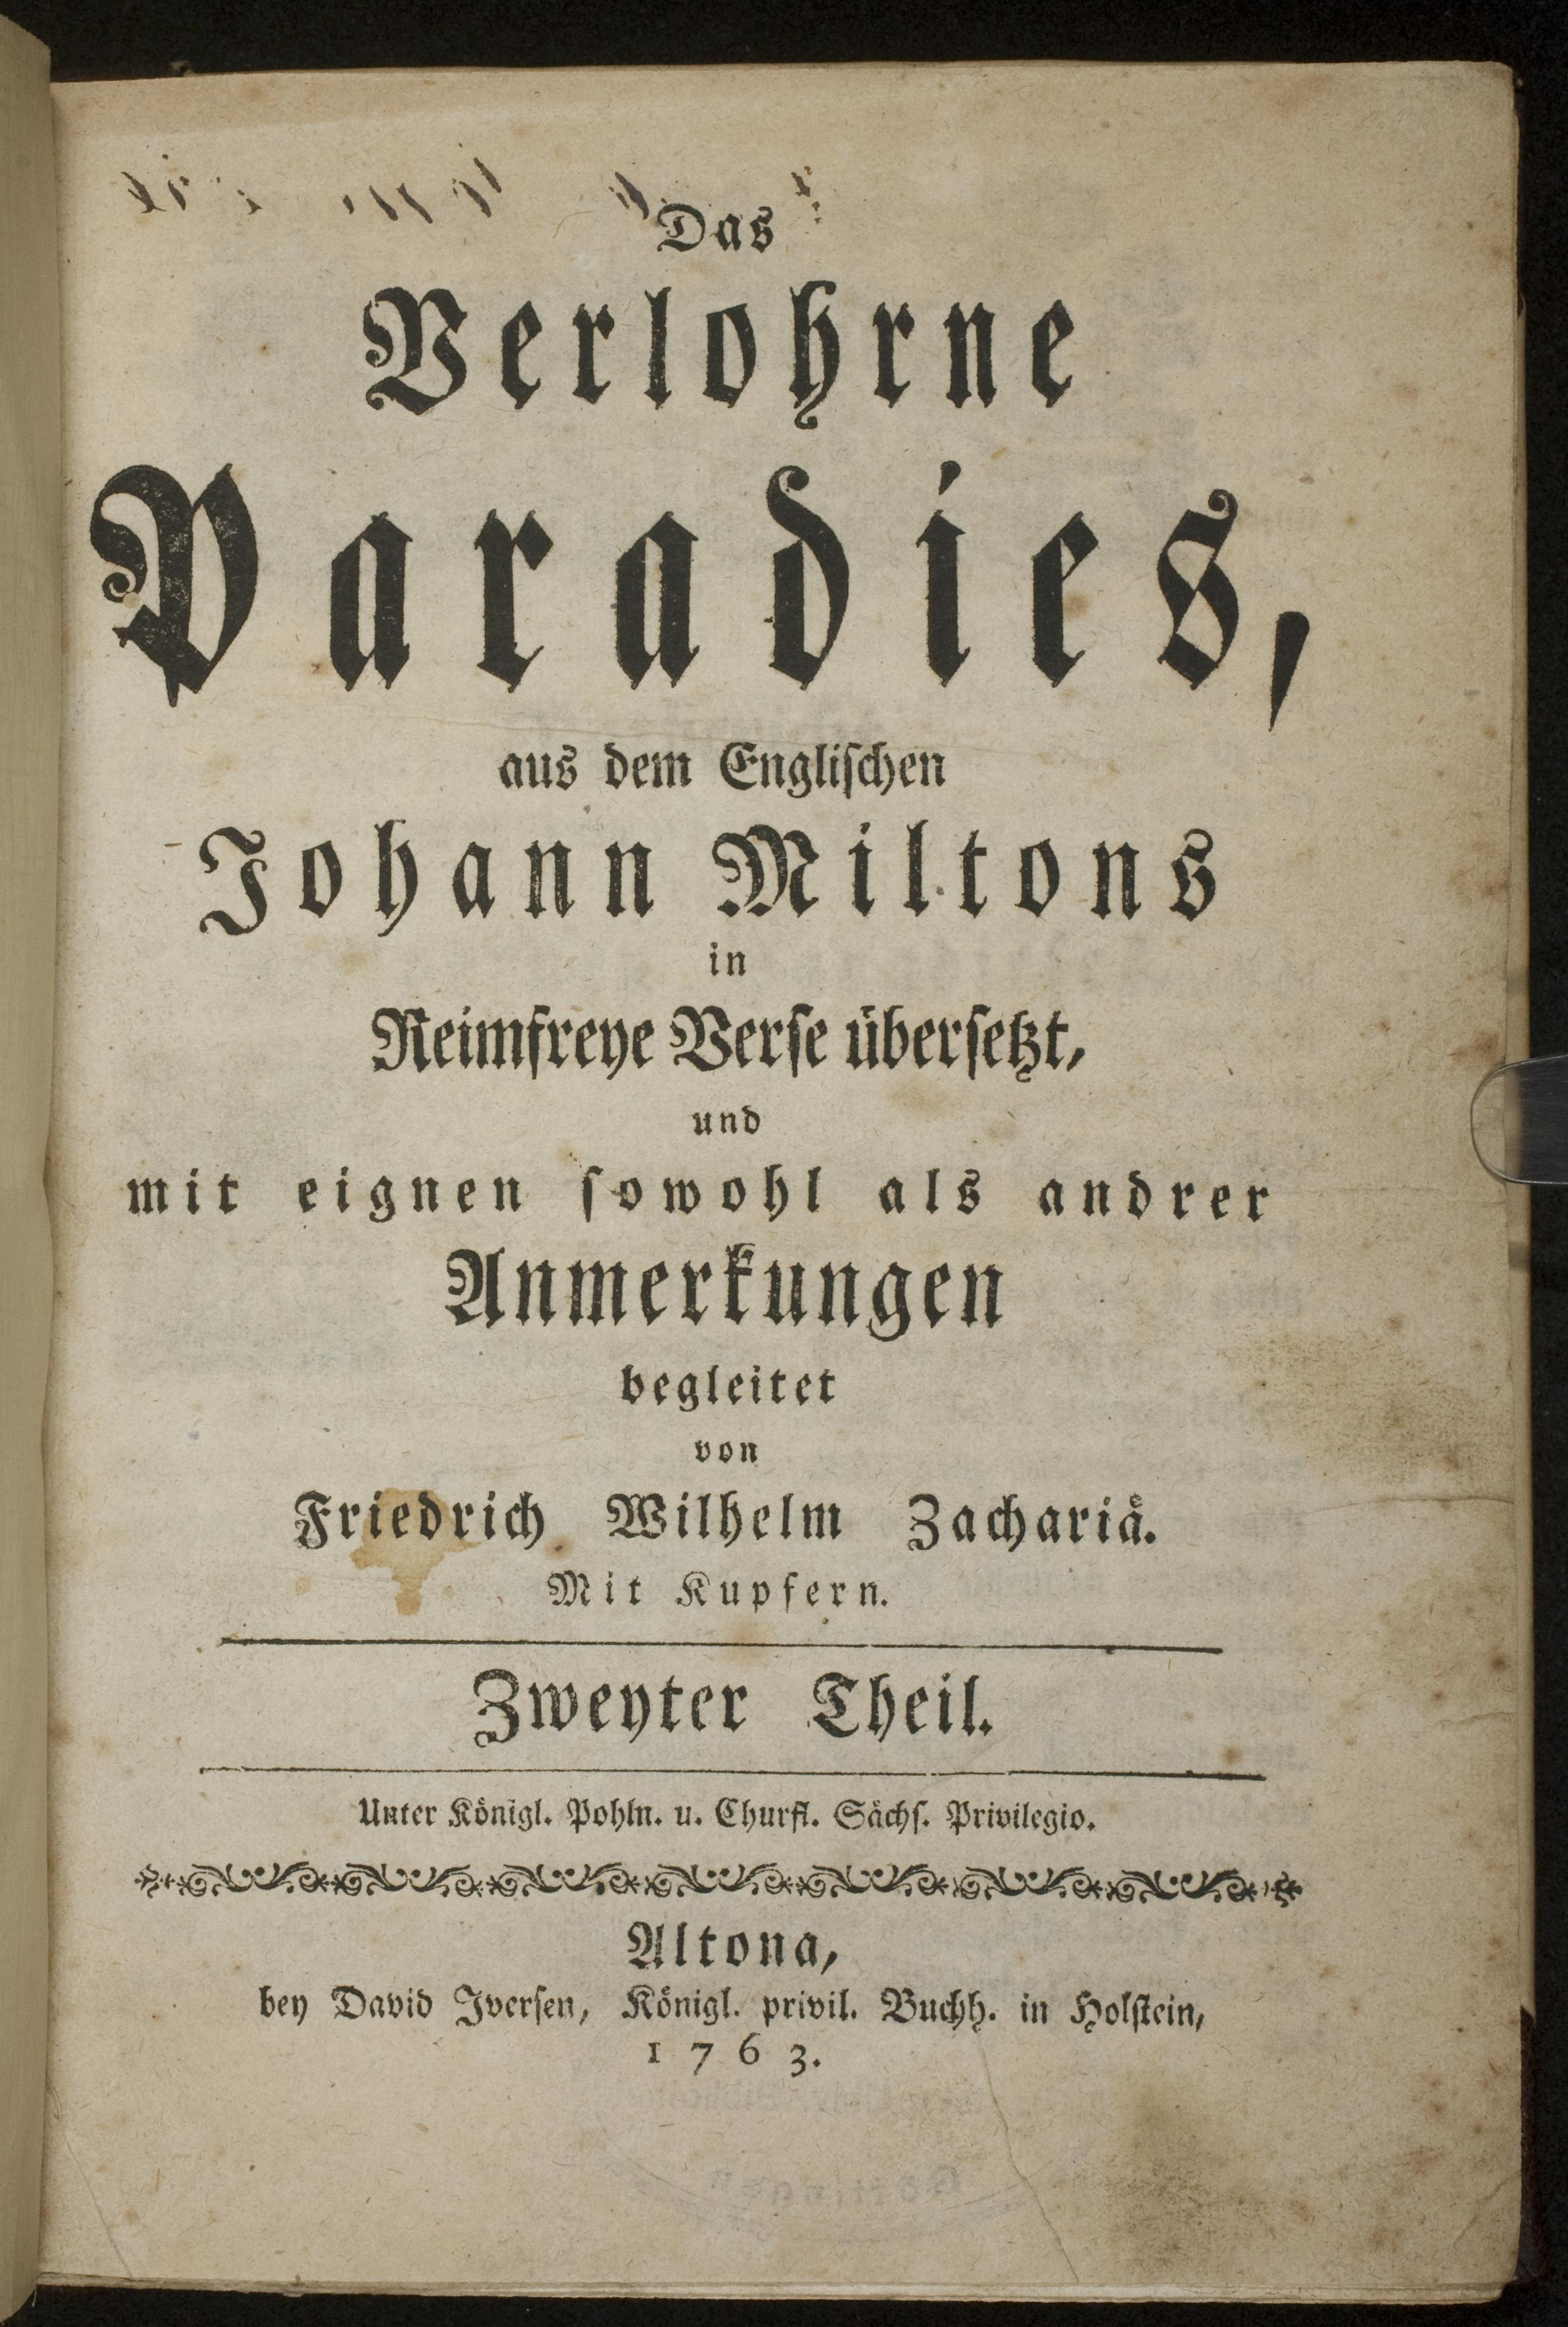 Das
Verlohrne
Paradies,
aus dem Engliſchen
Johann Miltons
in
Reimfreye Verſe überſetzt,
und
mit eignen ſowohl als andrer
Anmerkungen
begleitet
von
Friedrich Wilhelm Zachariä.
Mit Kupfern.
Zweyter Theil.
Unter Königl. Pohln. u. Churfl. Sächſ. Privilegio.
Altona,
bey David Iverſen, Königl. privil. Buchh. in Holſtein,
1763.